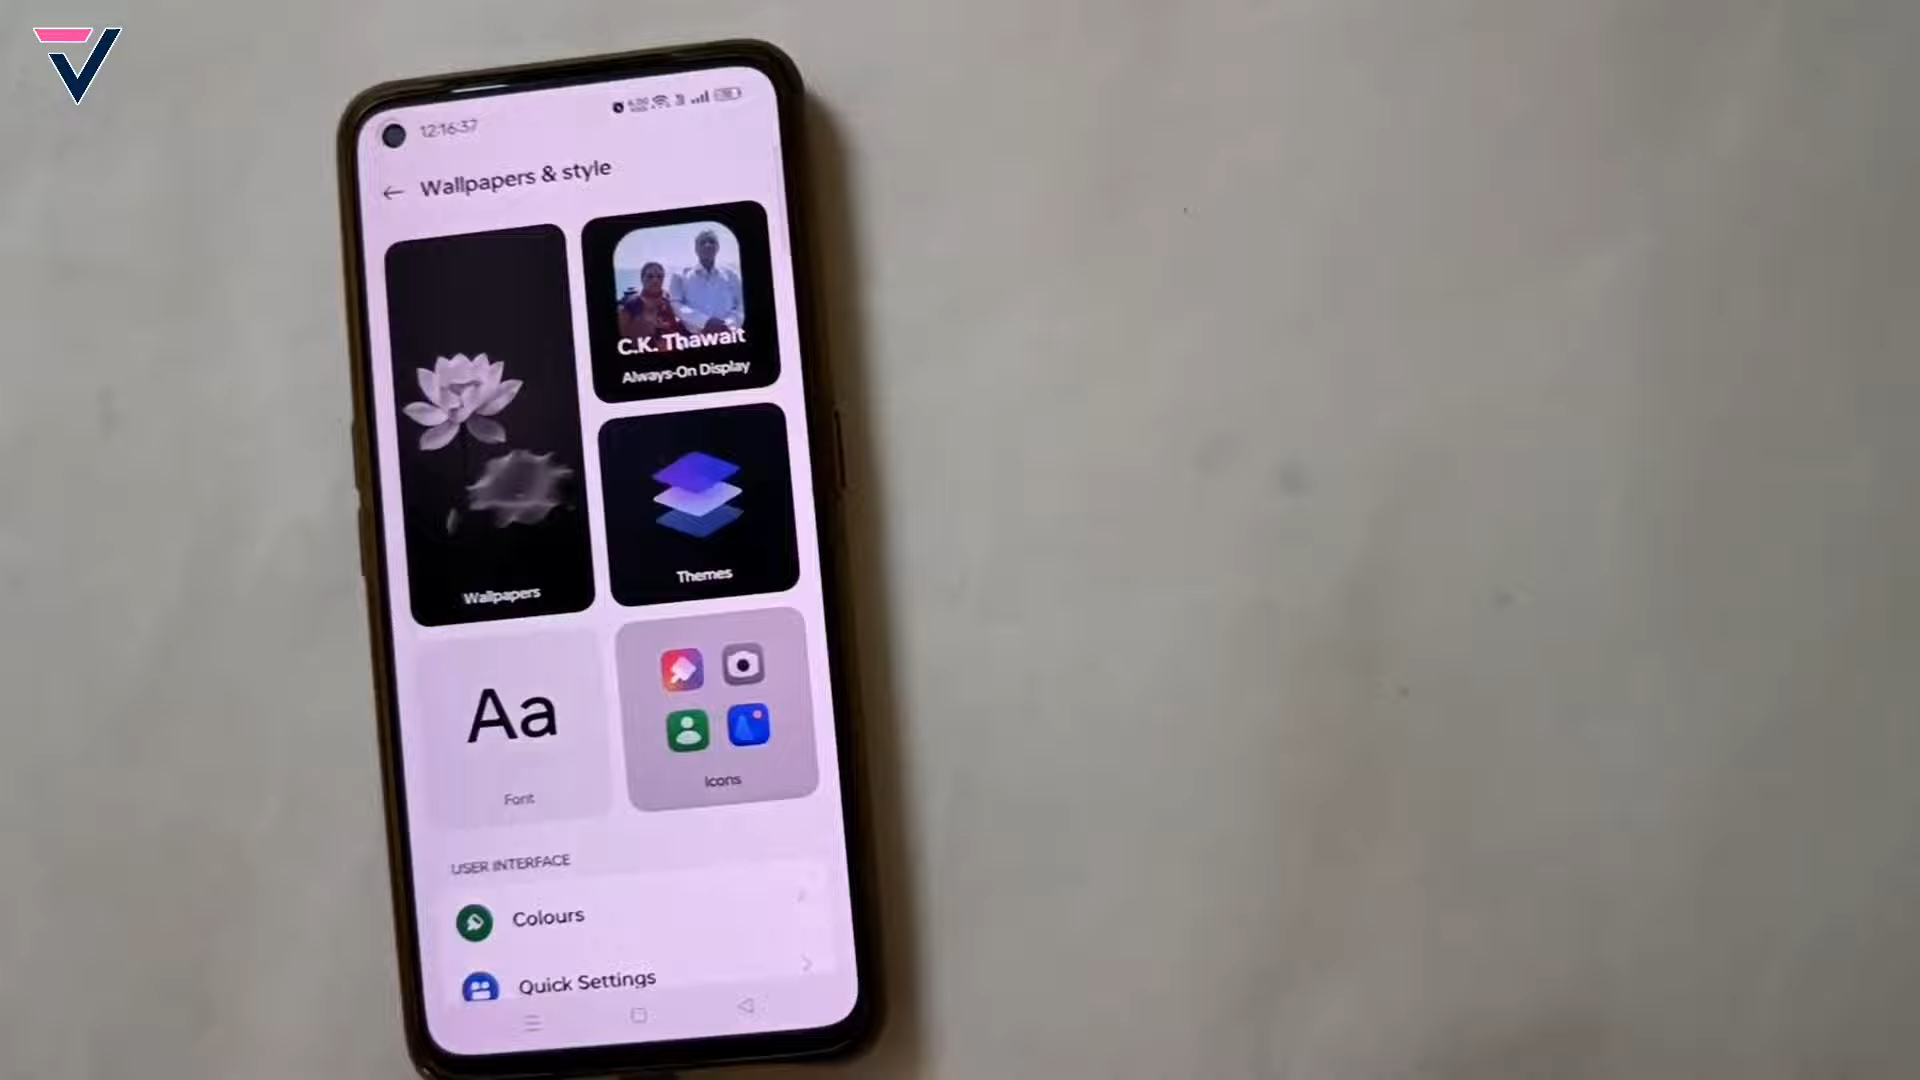 12:16:37
Wallpapers & style
C.K. Thawait
Always-On Display
Wallpapers
Themes
Aa
Font
Icons
USER INTERFACE
Colours
Quick Settings